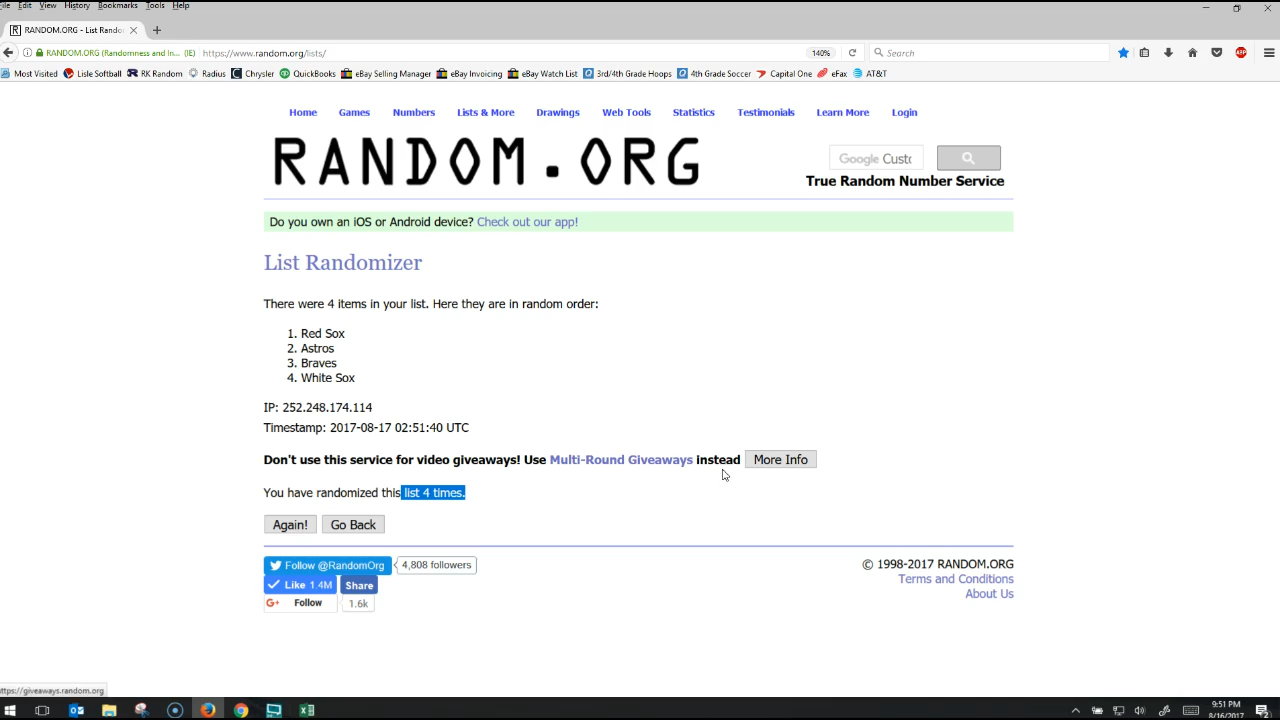 File Edit View History Bookmarks Tools Help
RANDOM.ORG - List Rando
RANDOM.ORG (Randomness and In... (IE) https://www.random.org/lists/ 140% Search
Most Visited Lisle Softball RK Random Radius Chrysler QuickBooks eBay Selling Manager eBay Invoicing eBay Watch List 3rd/4th Grade Hoops 4th Grade Soccer Capital One eFax AT&T
Home Games Numbers Lists & More Drawings Web Tools Statistics Testimonials Learn More Login
RANDOM.ORG
Google Custo
True Random Number Service
Do you own an iOS or Android device? Check out our app!
List Randomizer
There were 4 items in your list. Here they are in random order:
1. Red Sox
2. Astros
3. Braves
4. White Sox
IP: 252.248.174.114
Timestamp: 2017-08-17 02:51:40 UTC
Don't use this service for video giveaways! Use Multi-Round Giveaways instead More Info
You have randomized this list 4 times.
Again! Go Back
Follow @RandomOrg 4,808 followers
Like 1.4M Share
G+ Follow 1.6k
© 1998-2017 RANDOM.ORG
Terms and Conditions
About Us
https://giveaways.random.org
9:51 PM
8/16/2017